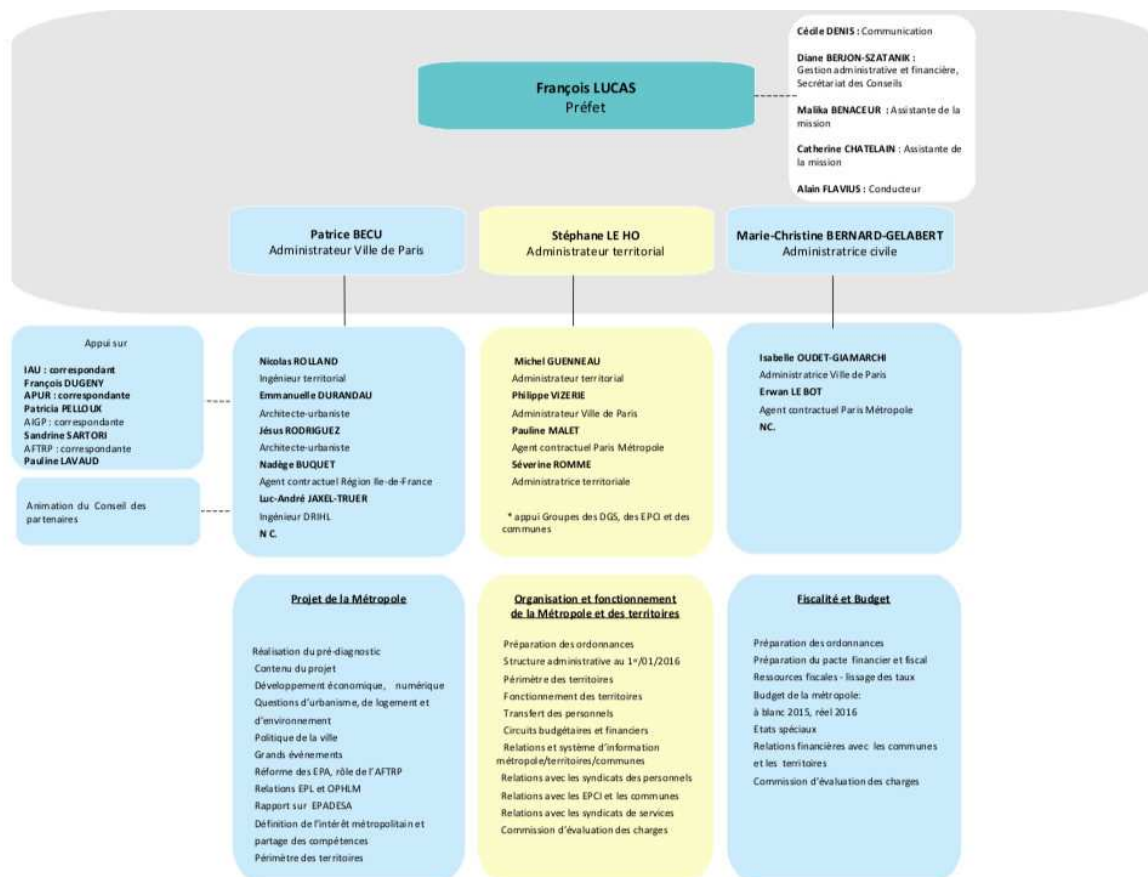 François LUCAS
Préfet
Cécile DENIS : Communication
Diane BERJON-SZATANIK :
Gestion administrative et financière,
Secrétariat des Conseils
Malika BENACEUR : Assistante de la
mission
Catherine CHATELAIN : Assistante de
la mission
Alain FLAVIUS : Conducteur
Patrice BECU
Administrateur Ville de Paris
Stéphane LE HO
Administrateur territorial
Marie-Christine BERNARD-GELABERT
Administratrice civile
Appui sur
IAU : correspondant
François DUGENY
APUR : correspondante
Patricia PELLOUX
AIGP : correspondante
Sandrine SARTORI
AFTRP : correspondante
Pauline LAVAUD
Animation du Conseil des
partenaires
Nicolas ROLLAND
Ingénieur territorial
Emmanuelle DURANDAU
Architecte-urbaniste
Jésus RODRIGUEZ
Architecte-urbaniste
Nadège BUQUET
Agent contractuel Région Ile-de-France
Luc-André JAXEL-TRUER
Ingénieur DRIHL
N C.
Michel GUENNEAU
Administrateur territorial
Philippe VIZERIE
Administrateur Ville de Paris
Pauline MALET
Agent contractuel Paris Métropole
Séverine ROMME
Administratrice territoriale
* appui Groupes des DGS, des EPCI et des
communes
Isabelle OUDET-GIAMARCHI
Administratrice Ville de Paris
Erwan LE BOT
Agent contractuel Paris Métropole
NC.
Projet de la Métropole
Réalisation du pré-diagnostic
Contenu du projet
Développement économique, numérique
Questions d'urbanisme, de logement et
d'environnement
Politique de la ville
Grands événements
Réforme des EPA, rôle de l'AFTRP
Relations EPL et OPHLM
Rapport sur EPADESA
Définition de l'intérêt métropolitain et
partage des compétences
Périmètre des territoires
Organisation et fonctionnement
de la Métropole et des territoires
Préparation des ordonnances
Structure administrative au 1er/01/2016
Périmètre des territoires
Fonctionnement des territoires
Transfert des personnels
Circuits budgétaires et financiers
Relations et système d'information
métropole/territoires/communes
Relations avec les syndicats des personnels
Relations avec les EPCI et les communes
Relations avec les syndicats de services
Commission d'évaluation des charges
Fiscalité et Budget
Préparation des ordonnances
Préparation du pacte financier et fiscal
Ressources fiscales - lissage des taux
Budget de la métropole:
à blanc 2015, réel 2016
Etats spéciaux
Relations financières avec les communes
et les territoires
Commission d'évaluation des charges